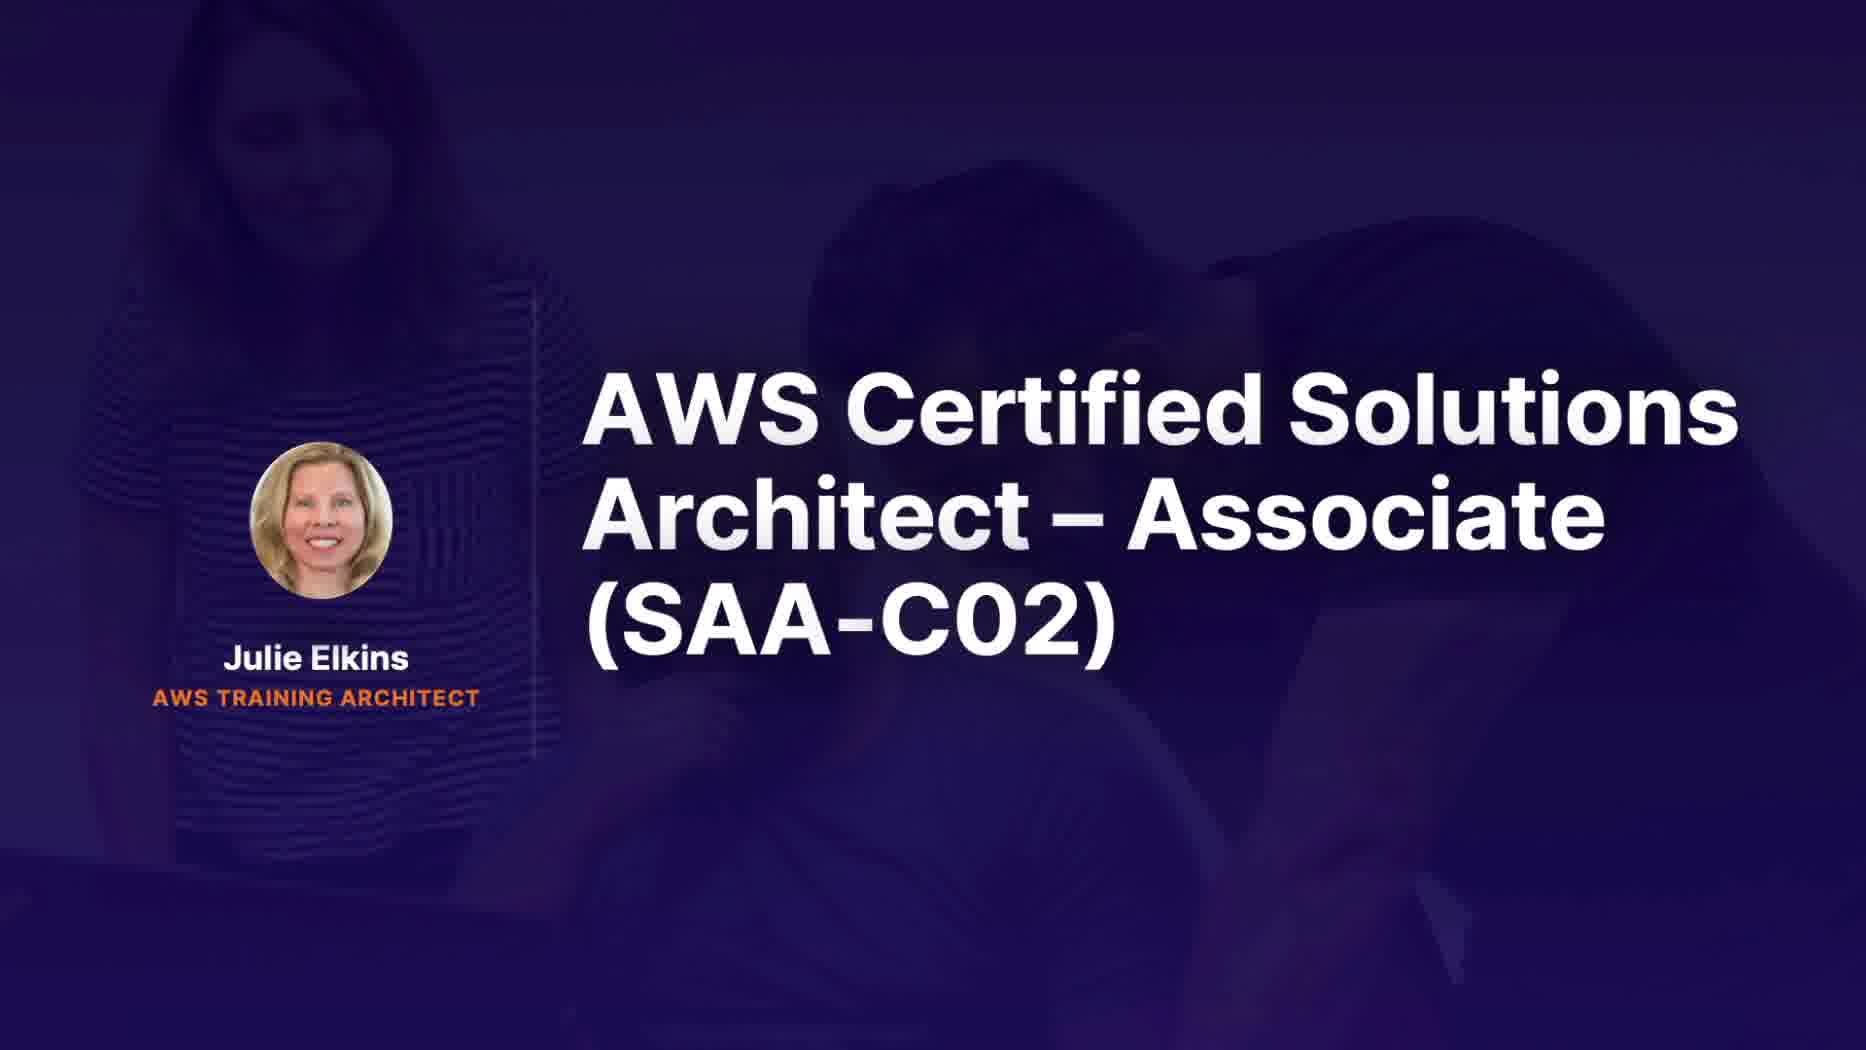 AWS Certified Solutions
Architect – Associate
(SAA-C02)
Julie Elkins
AWS TRAINING ARCHITECT